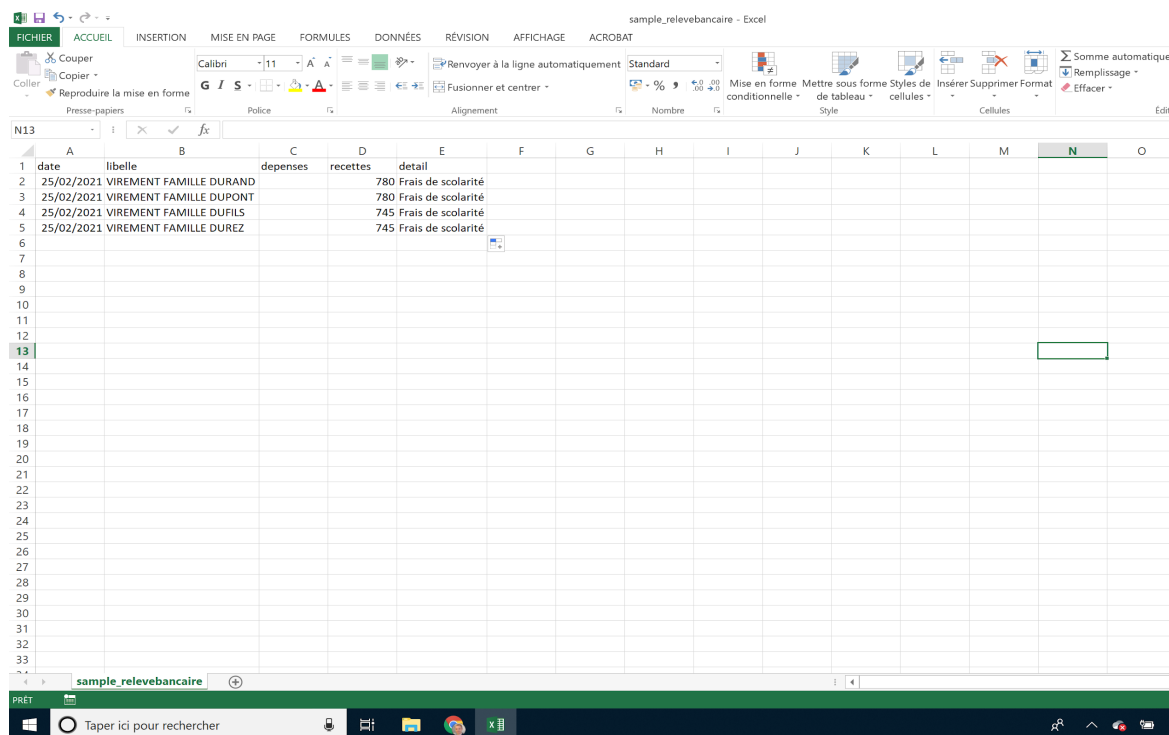 sample_relevebancaire - Excel
FICHIER ACCUEIL INSERTION MISE EN PAGE FORMULES DONNÉES RÉVISION AFFICHAGE ACROBAT
Coller
Couper
Copier
Reproduire la mise en forme
Presse-papiers
Calibri 11
G I S
Police
Renvoyer à la ligne automatiquement
Fusionner et centrer
Alignement
Standard
%
Nombre
Mise en forme conditionnelle
Mettre sous forme de tableau
Styles de cellules
Style
Insérer Supprimer Format
Cellules
Somme automatique
Remplissage
Effacer
Édit
N13
fx
A B C D E F G H I J K L M N O
1 date libelle depenses recettes detail
2 25/02/2021 VIREMENT FAMILLE DURAND 780 Frais de scolarité
3 25/02/2021 VIREMENT FAMILLE DUPONT 780 Frais de scolarité
4 25/02/2021 VIREMENT FAMILLE DUFILS 745 Frais de scolarité
5 25/02/2021 VIREMENT FAMILLE DUREZ 745 Frais de scolarité
6
7
8
9
10
11
12
13
14
15
16
17
18
19
20
21
22
23
24
25
26
27
28
29
30
31
32
33
sample_relevebancaire
PRÊT
Taper ici pour rechercher